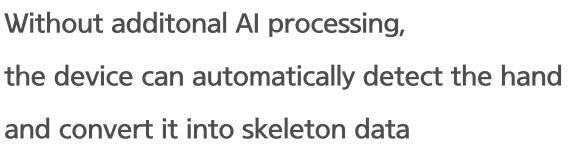 Without additonal AI processing,
the device can automatically detect the hand
and convert it into skeleton data